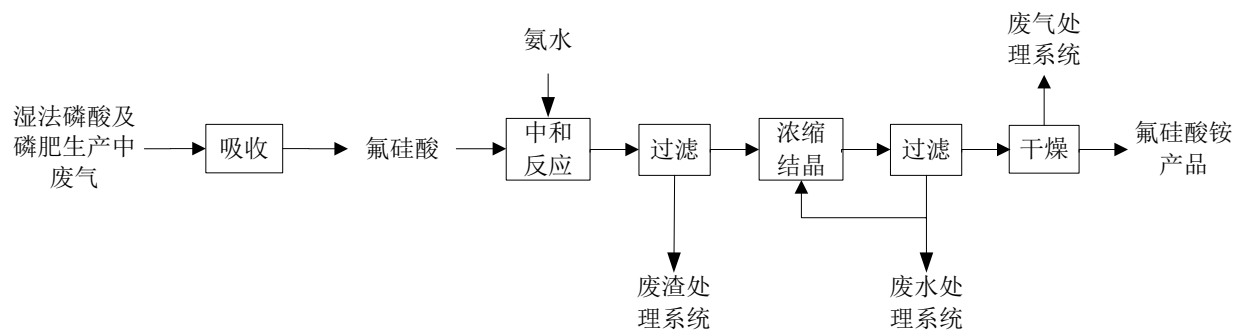 氨水
废气处
理系统
湿法磷酸及
磷肥生产中
废气
吸收
氟硅酸
中和
反应
过滤
浓缩
结晶
过滤
干燥
氟硅酸铵
产品
废渣处
理系统
废水处
理系统